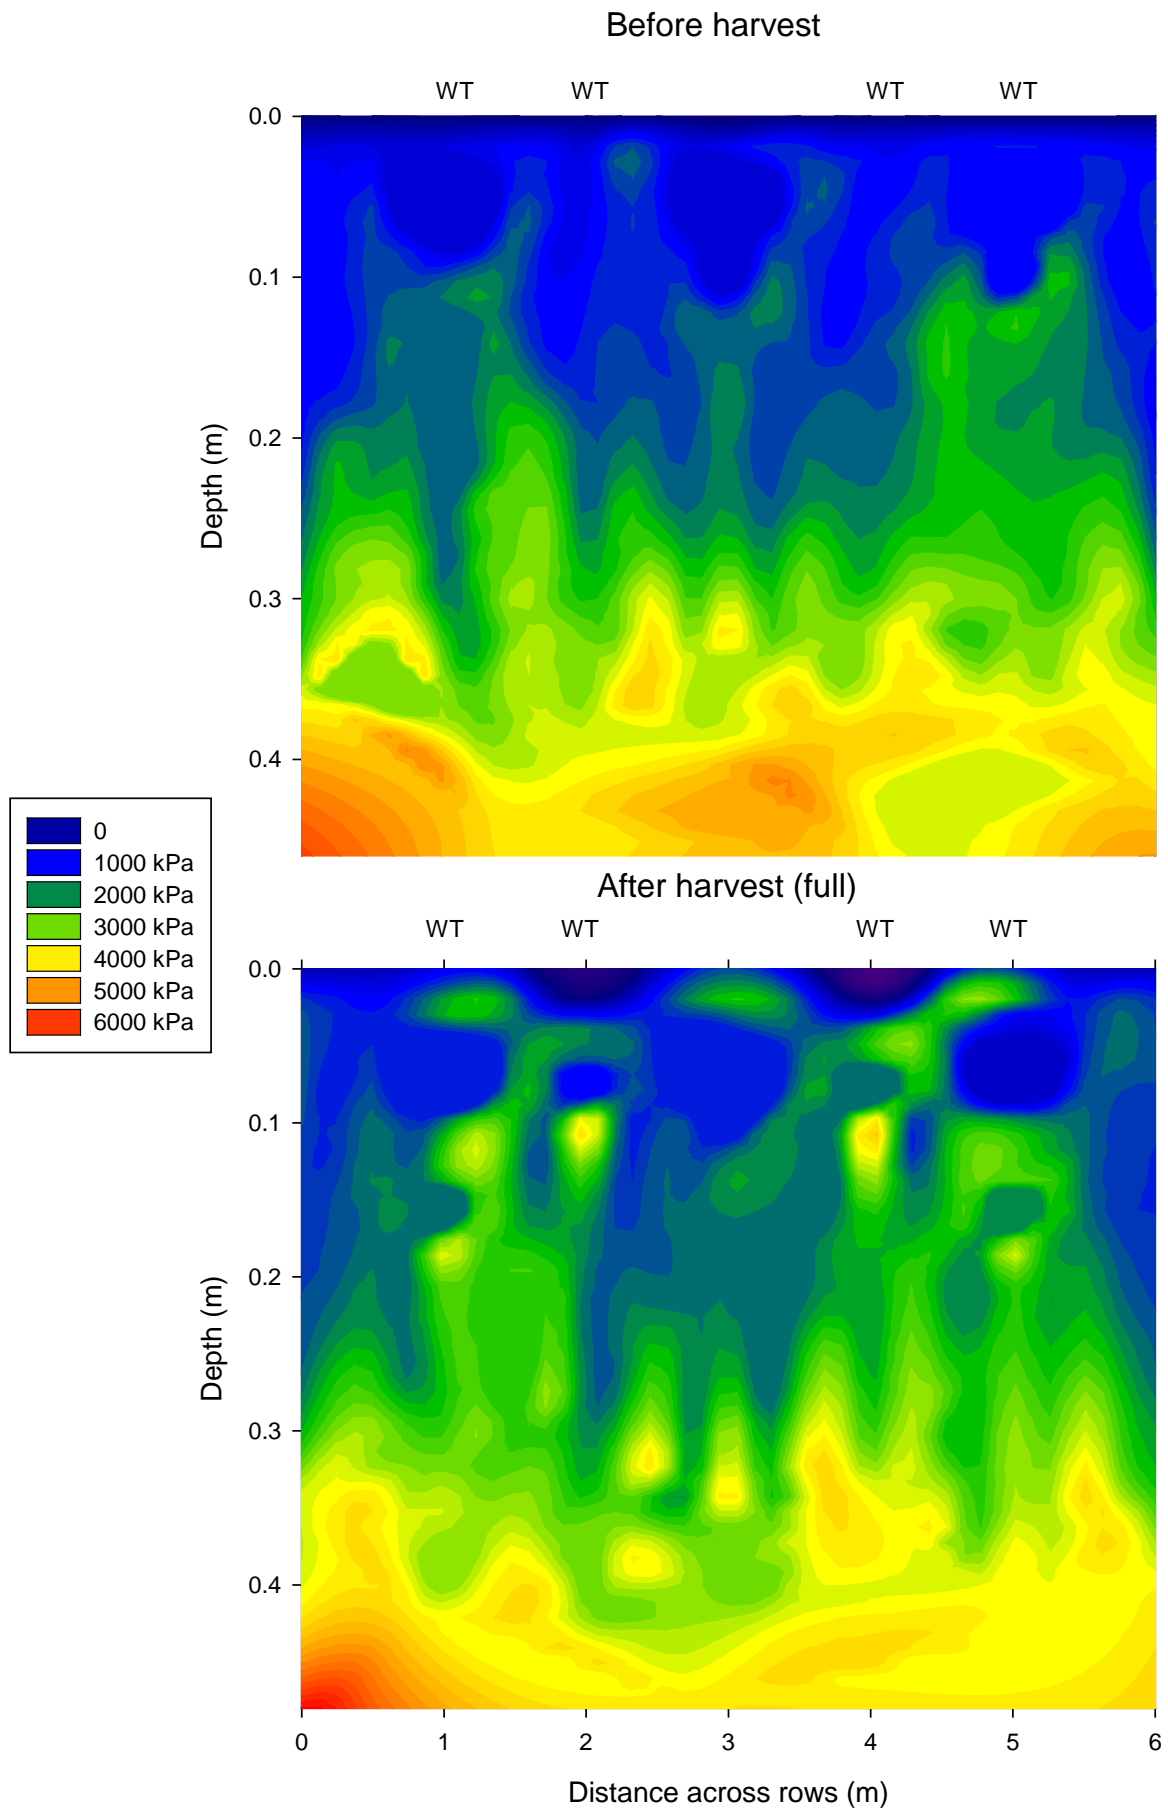 Before harvest
WT WT WT WT
0.0
0.1
0.2
0.3
0.4
Depth (m)
0
1000 kPa
2000 kPa
3000 kPa
4000 kPa
5000 kPa
6000 kPa
After harvest (full)
WT WT WT WT
0.0
0.1
0.2
0.3
0.4
Depth (m)
0 1 2 3 4 5 6
Distance across rows (m)